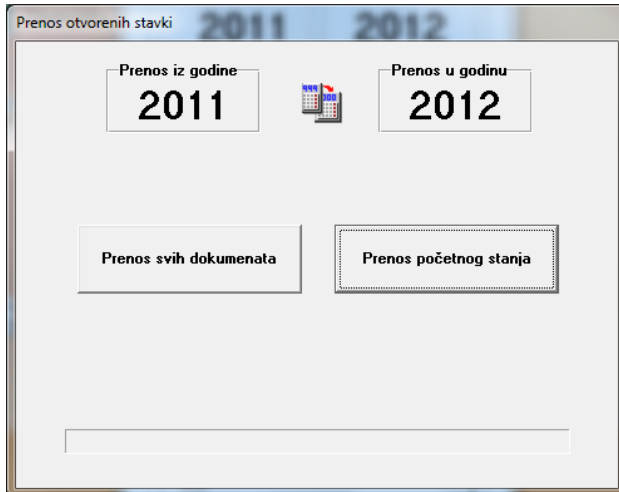 Prenos otvorenih stavki
2011 2012
Prenos iz godine
2011
Prenos u godinu
2012
Prenos svih dokumenata
Prenos početnog stanja